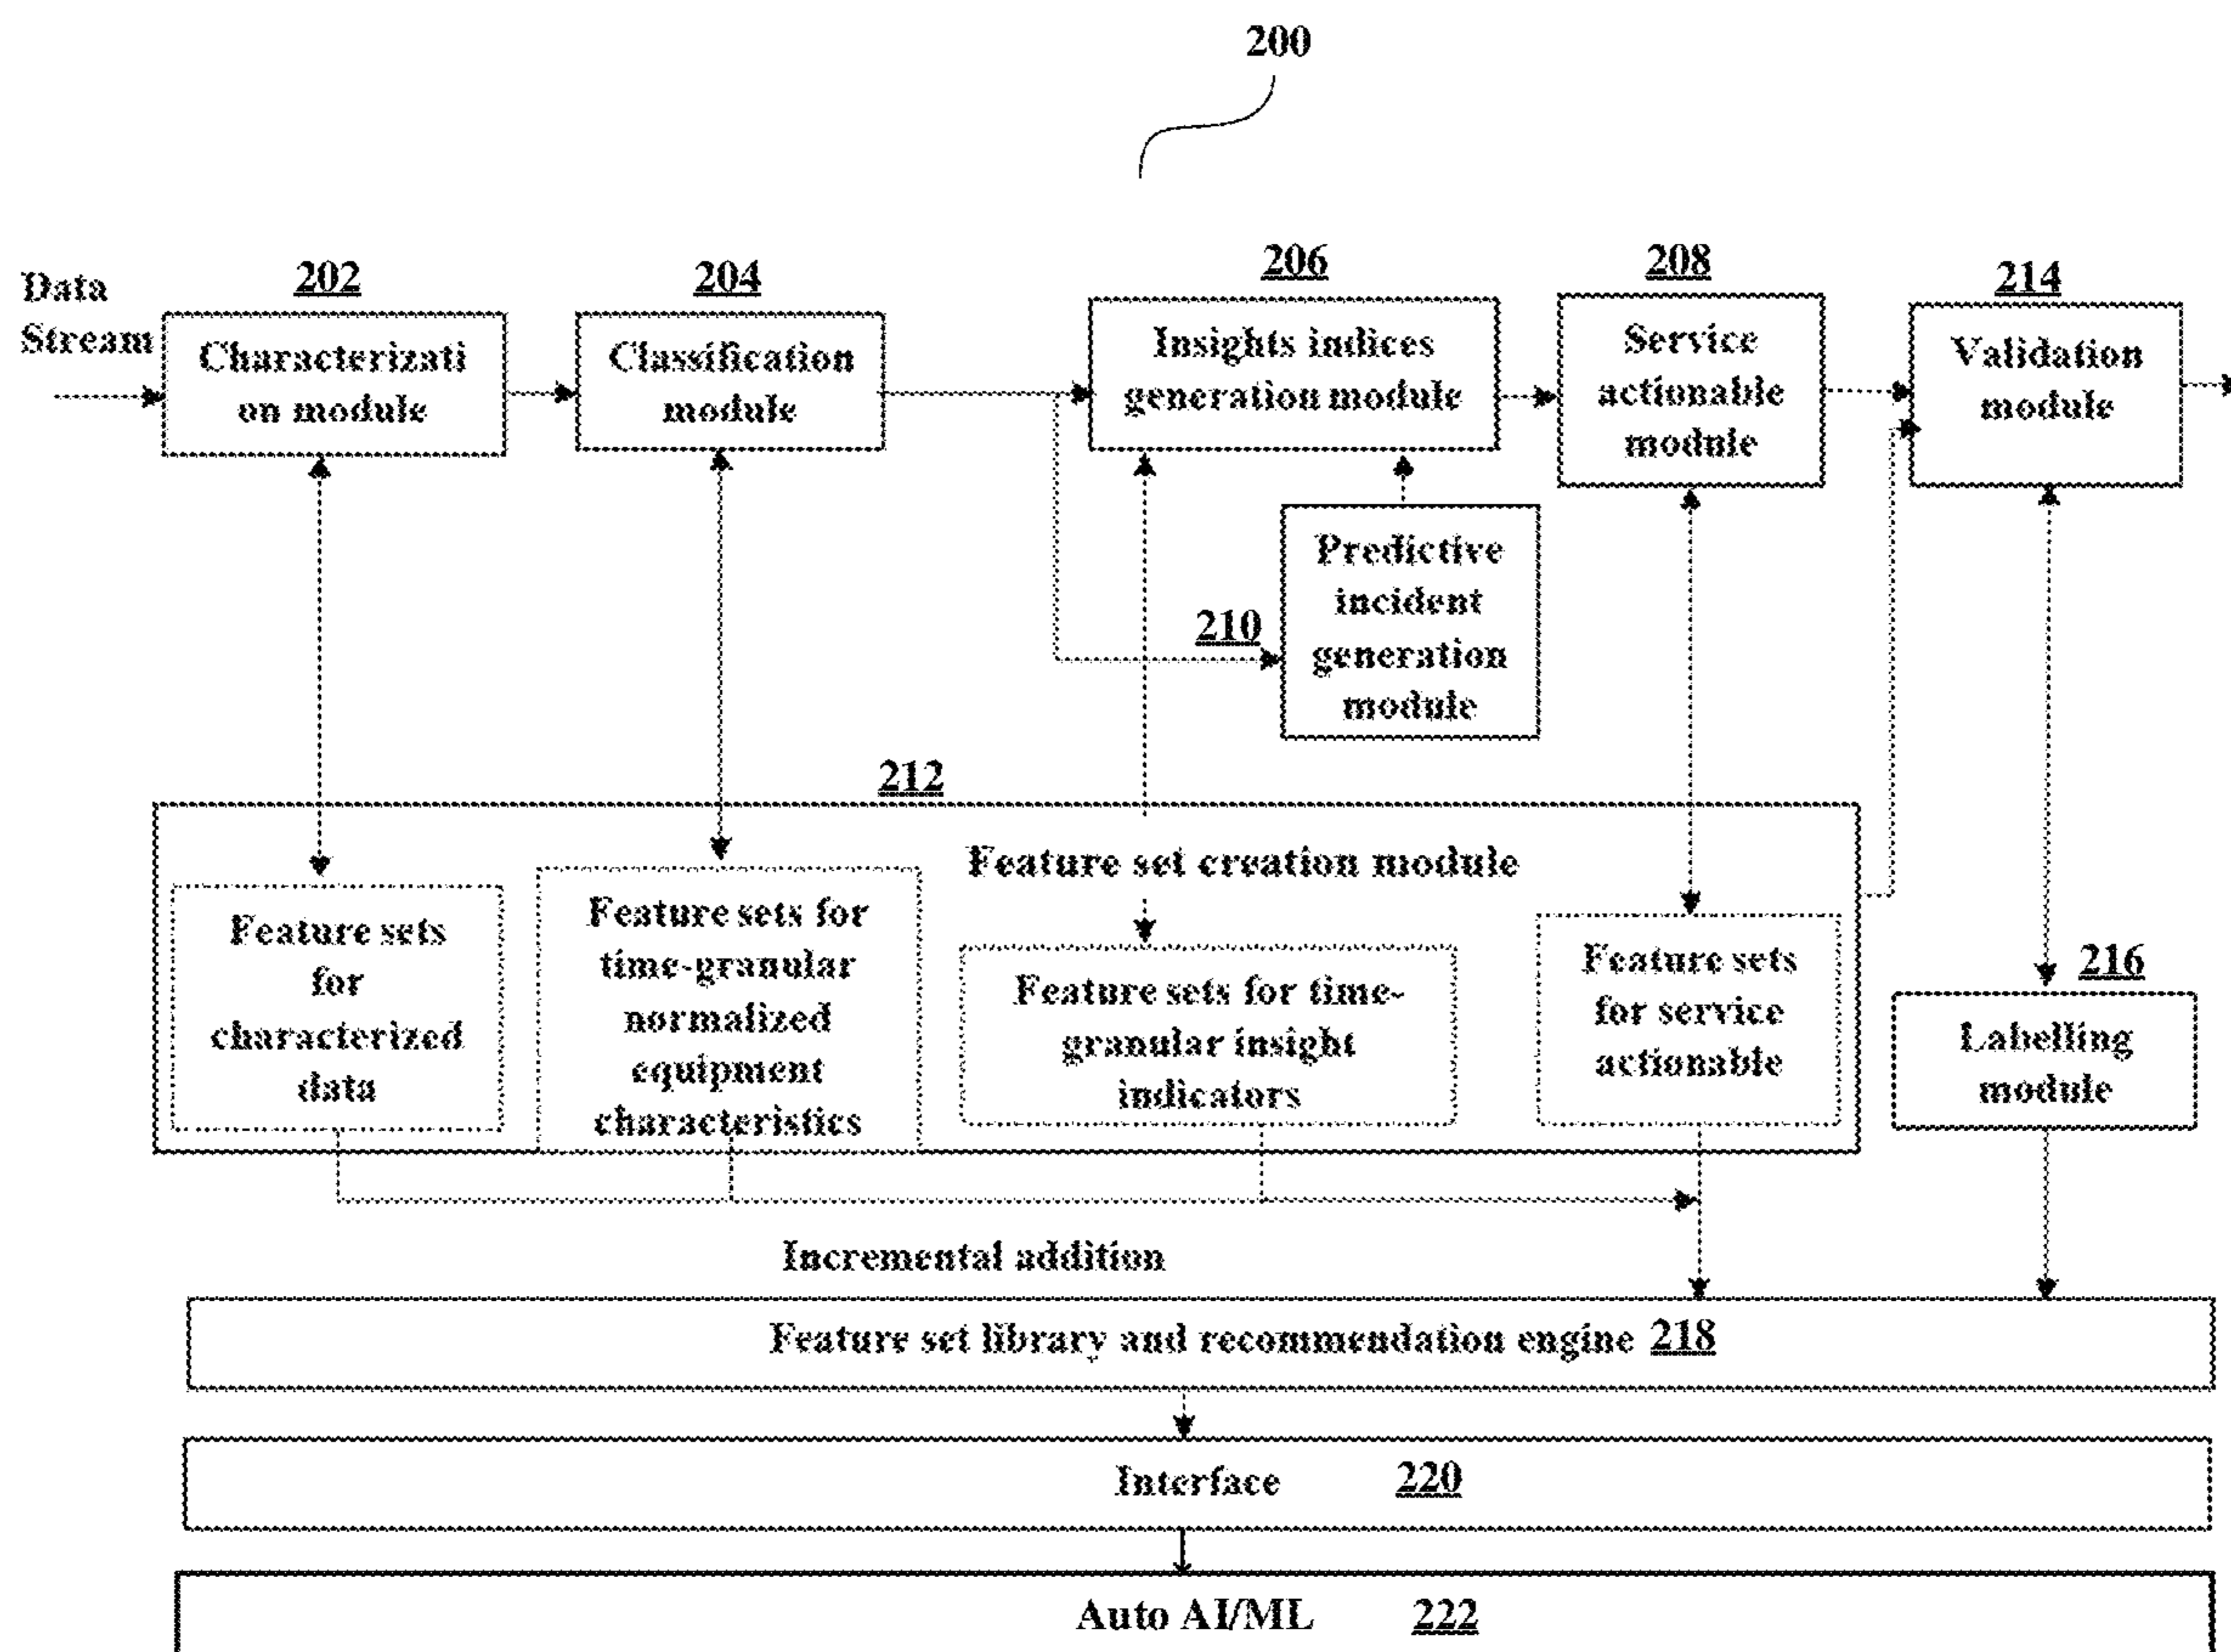 200
202
204
206
208
214
Data
Stream
Characterizati
on module
Classification
module
Insights indices
generation module
Service
actionable
module
Validation
module
210
Predictive
incident
generation
module
212
Feature set creation module
Feature sets
for
characterized
data
Feature sets for
time-granular
normalized
equipment
characteristics
Feature sets for time-
granular insight
indicators
Feature sets
for service
actionable
216
Labelling
module
Incremental addition
Feature set library and recommendation engine 218
Interface 220
Auto AI/ML 222